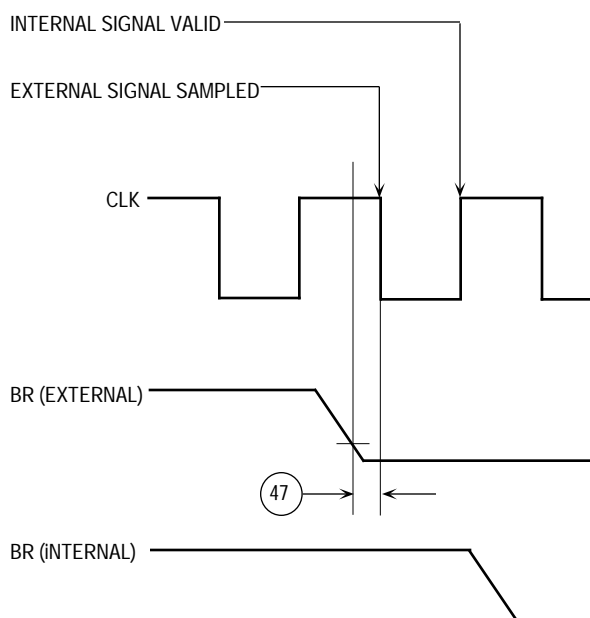 INTERNAL SIGNAL VALID
EXTERNAL SIGNAL SAMPLED
CLK
BR (EXTERNAL)
47
BR (iNTERNAL)